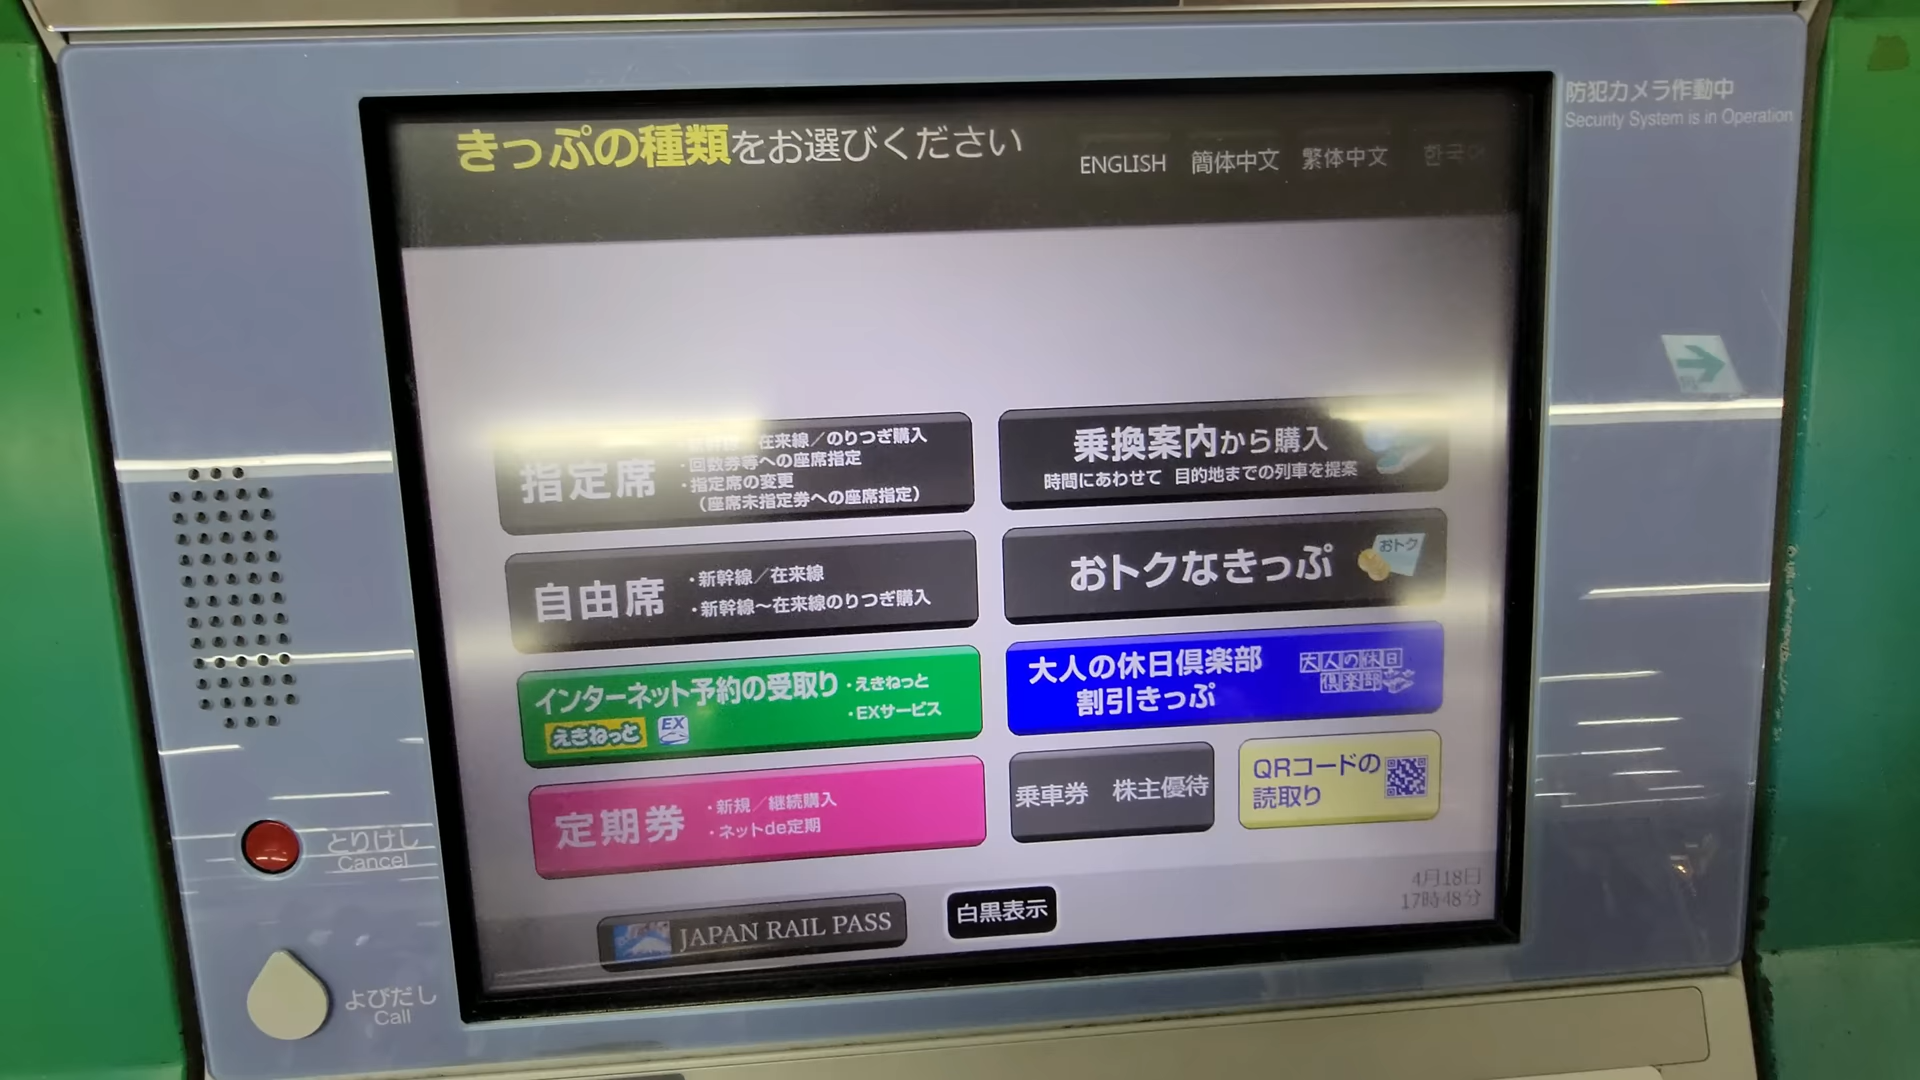 防犯カメラ作動中
Security System is in Operation
きっぷの種類をお選びください
ENGLISH 簡体中文 繁体中文 한국어
指定席
在来線/のりつぎ購入
・回数券等への座席指定
・指定席の変更
(座席未指定券への座席指定)
乗換案内から購入
時間にあわせて 目的地までの列車を提案
自由席
・新幹線/在来線
・新幹線~在来線のりつぎ購入
おトクなきっぷ
おトク
インターネット予約の受取り
・えきねっと
・EXサービス
えきねっと EX
大人の休日倶楽部
割引きっぷ
大人の休日
倶楽部
定期券
・新規/継続購入
・ネットde定期
乗車券 株主優待
QRコードの
読取り
JAPAN RAIL PASS
白黒表示
4月18日
17時48分
とりけし
Cancel
よびだし
Call